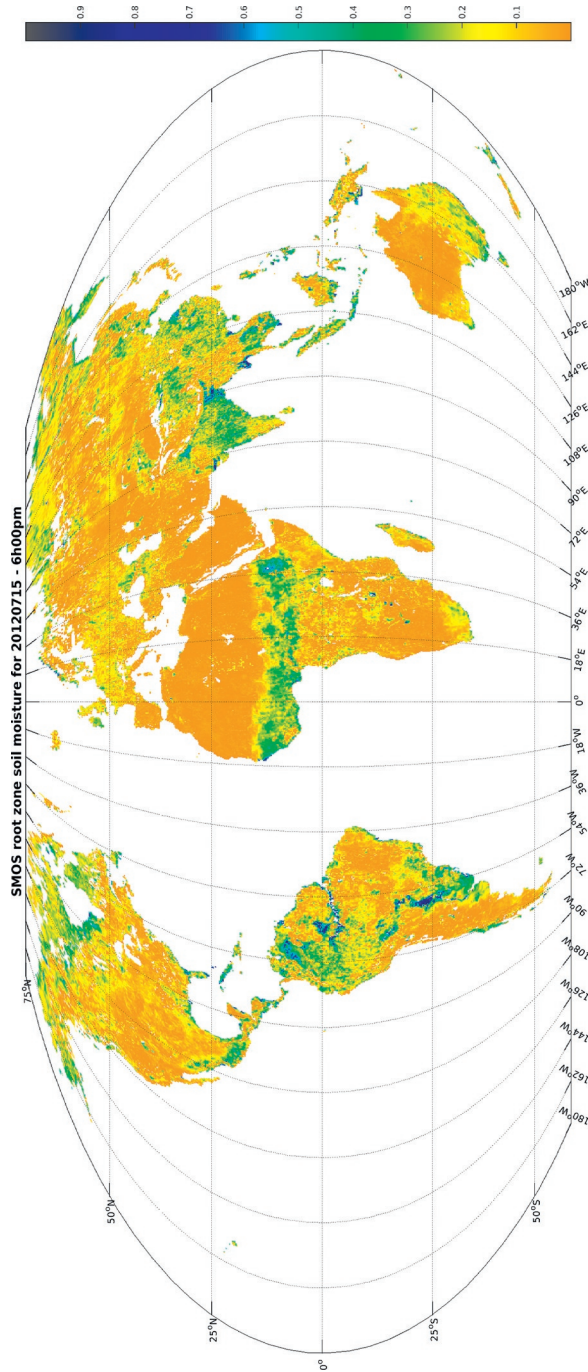 SMOS root zone soil moisture for 20120715 - 6h00pm
75°N
50°N
25°N
0°
25°S
50°S
180°W
162°W
144°W
126°W
108°W
90°W
72°W
54°W
36°W
18°W
0°
18°E
36°E
54°E
72°E
90°E
108°E
126°E
144°E
162°E
180°W
0.1
0.2
0.3
0.4
0.5
0.6
0.7
0.8
0.9